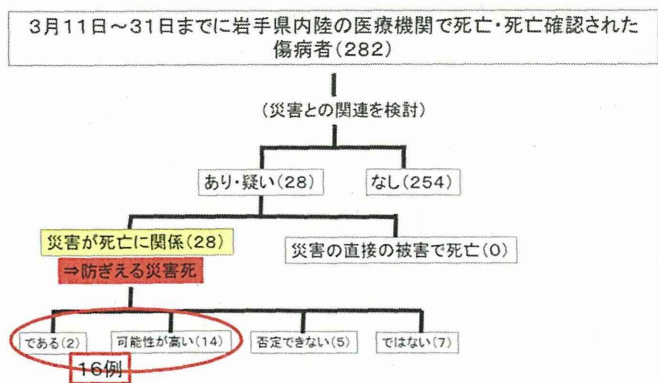 3月11日～31日までに岩手県内陸の医療機関で死亡・死亡確認された
傷病者(282)
(災害との関連を検討)
あり・疑い(28)
なし(254)
災害が死亡に関係(28)
災害の直接の被害で死亡(0)
⇒防ぎえる災害死
である(2)
可能性が高い(14)
否定できない(5)
ではない(7)
16例